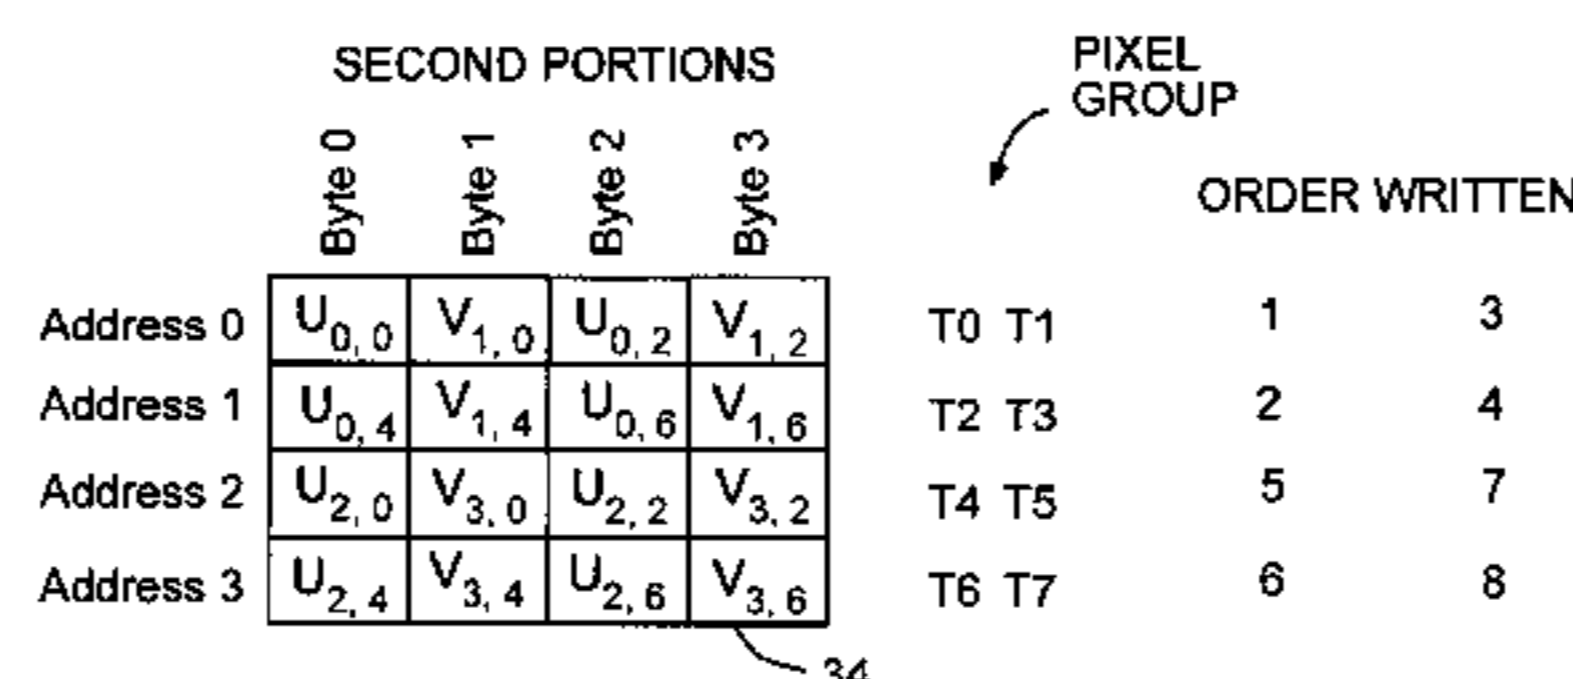 SECOND PORTIONS
PIXEL
GROUP
ORDER WRITTEN
Byte 0 Byte 1 Byte 2 Byte 3
Address 0 U0, 0 V1, 0 U0, 2 V1, 2 T0 T1 1 3
Address 1 U0, 4 V1, 4 U0, 6 V1, 6 T2 T3 2 4
Address 2 U2, 0 V3, 0 U2, 2 V3, 2 T4 T5 5 7
Address 3 U2, 4 V3, 4 U2, 6 V3, 6 T6 T7 6 8
34